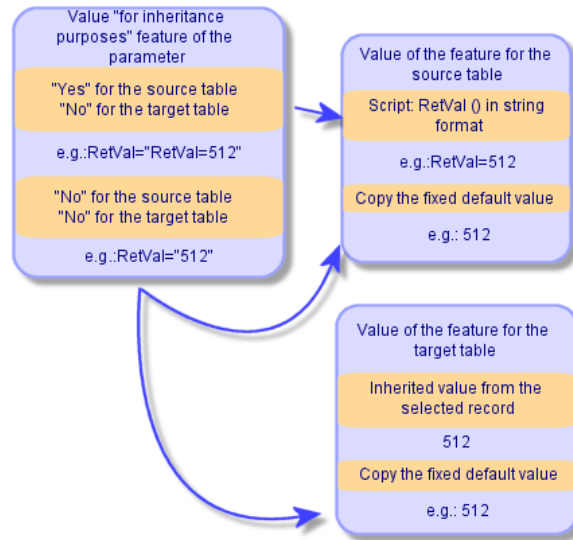 Value "for inheritance
purposes" feature of the
parameter
"Yes" for the source table
"No" for the target table
e.g.:RetVal="RetVal=512"
"No" for the source table
"No" for the target table
e.g.:RetVal="512"
Value of the feature for the
source table
Script: RetVal () in string
format
e.g.:RetVal=512
Copy the fixed default value
e.g.: 512
Value of the feature for the
target table
Inherited value from the
selected record
512
Copy the fixed default value
e.g.: 512